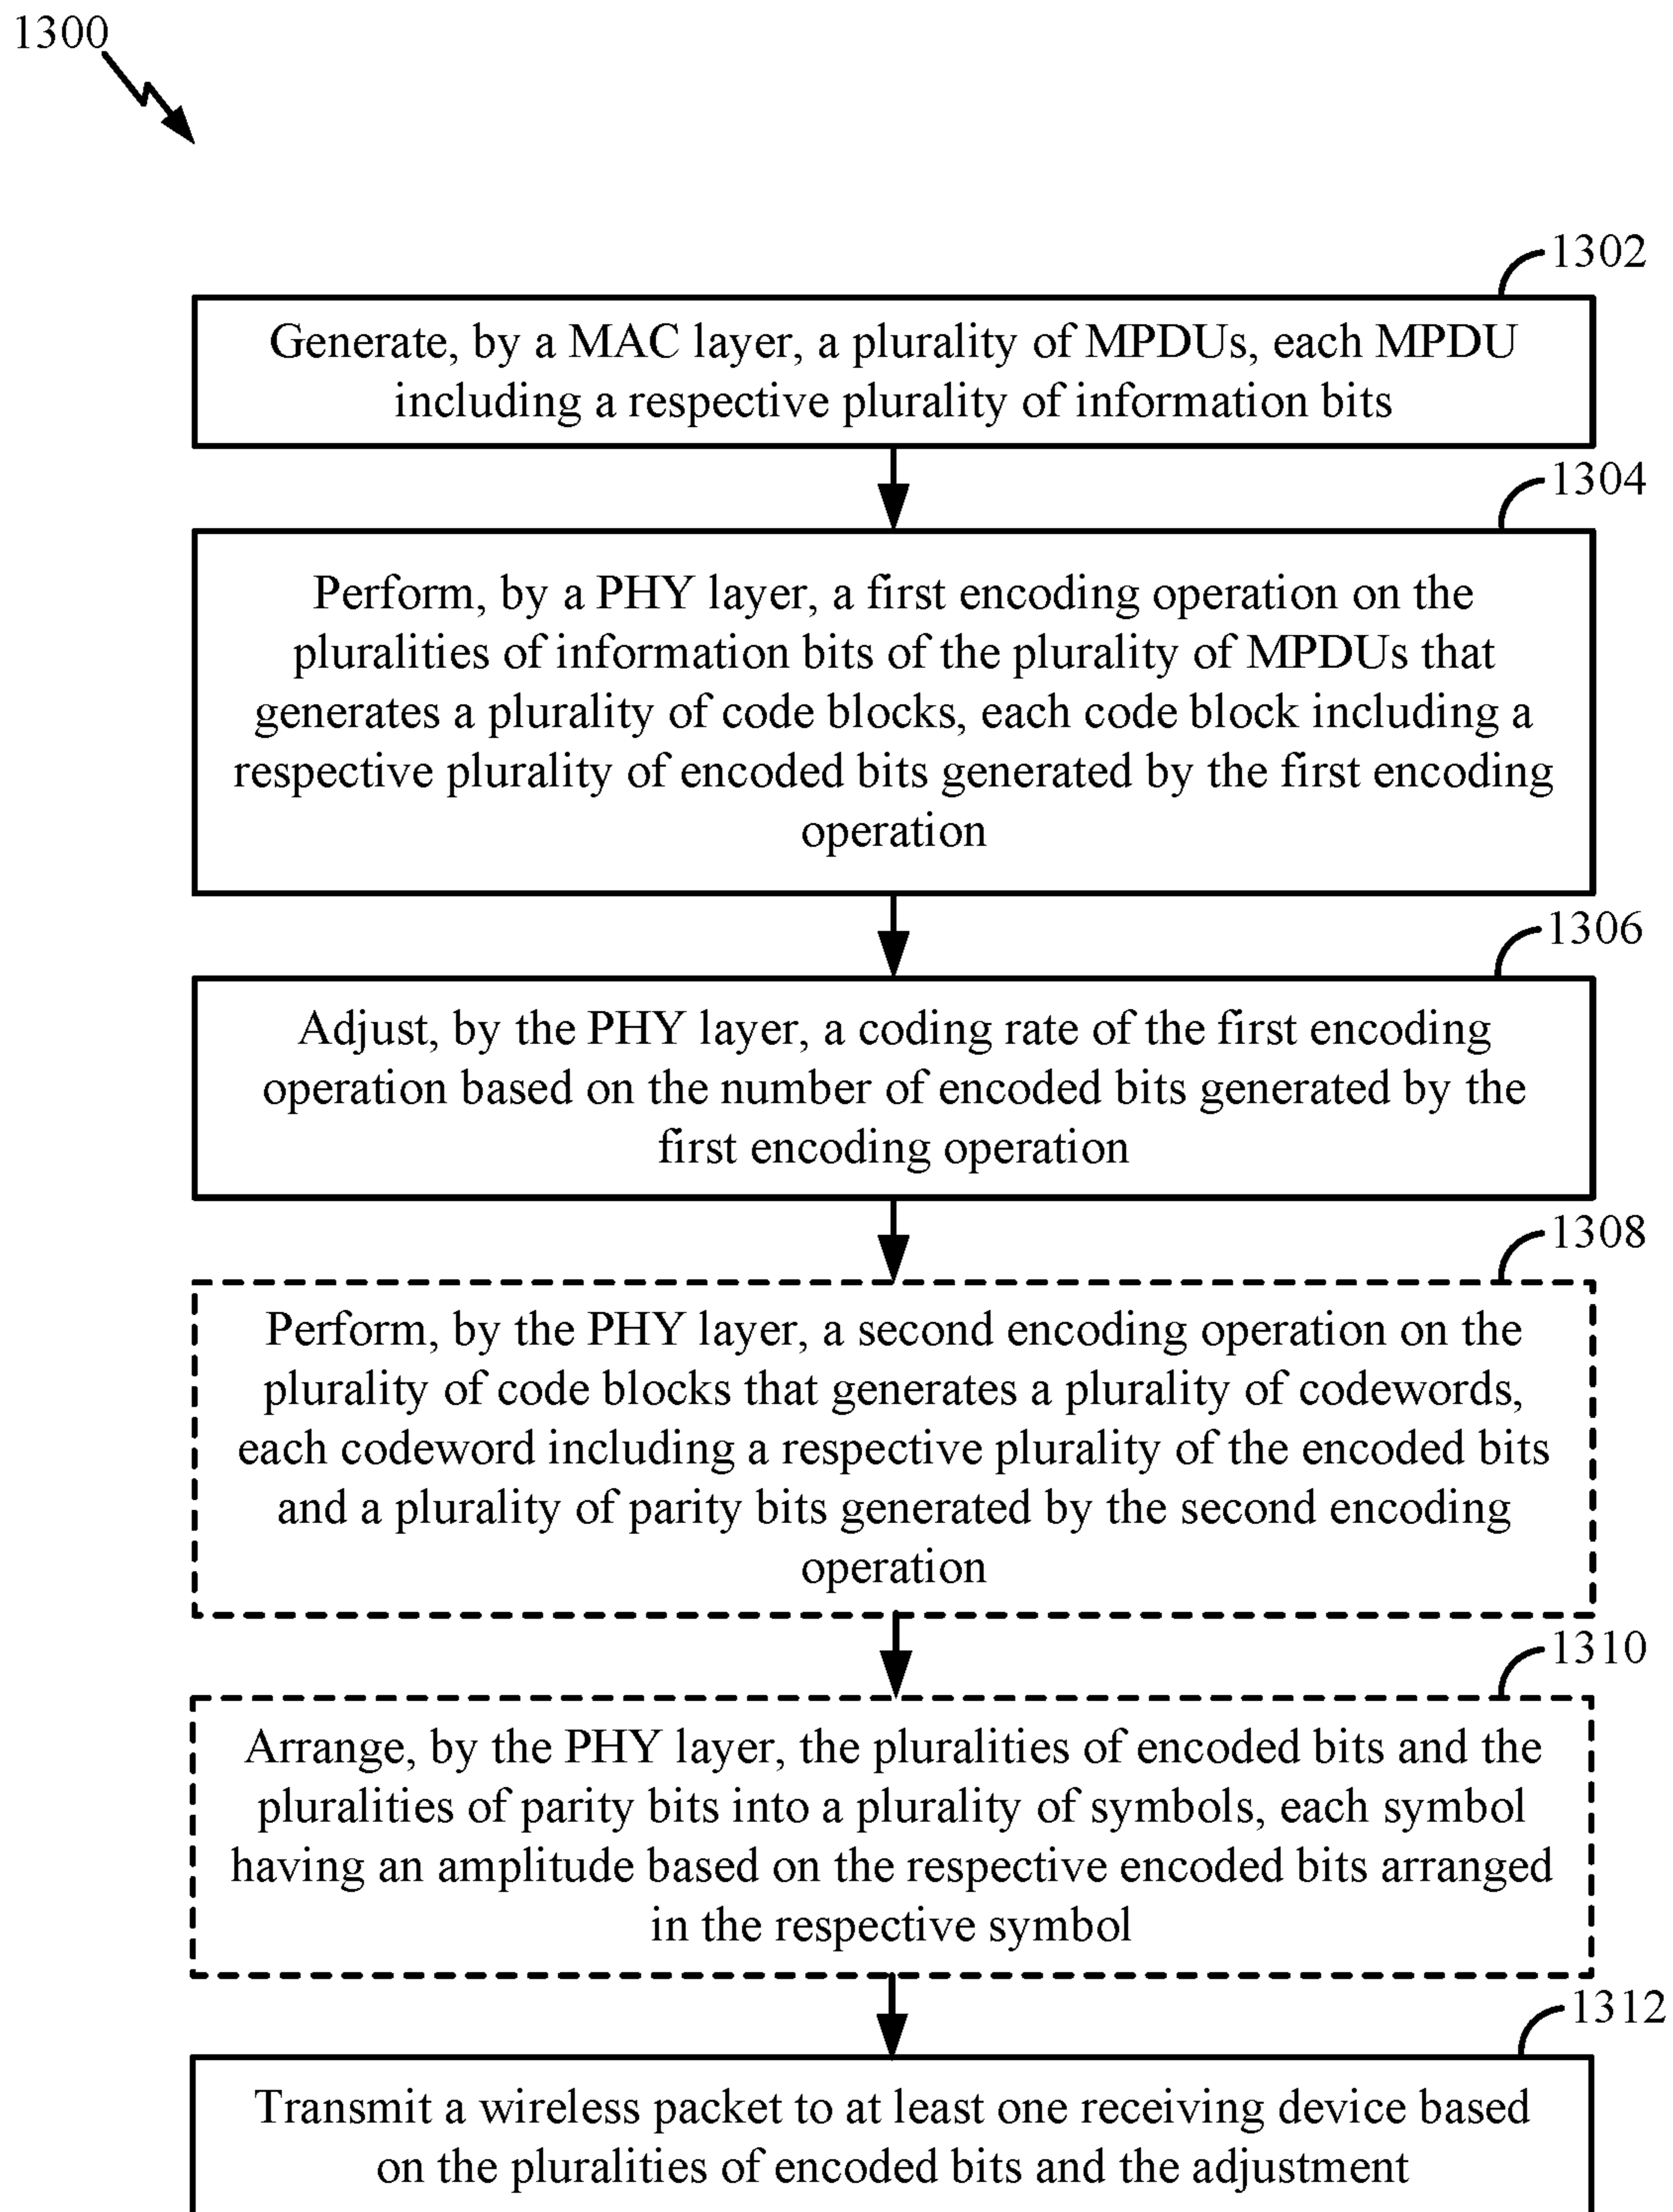 1300
1302
Generate, by a MAC layer, a plurality of MPDUs, each MPDU
including a respective plurality of information bits
1304
Perform, by a PHY layer, a first encoding operation on the
pluralities of information bits of the plurality of MPDUs that
generates a plurality of code blocks, each code block including a
respective plurality of encoded bits generated by the first encoding
operation
1306
Adjust, by the PHY layer, a coding rate of the first encoding
operation based on the number of encoded bits generated by the
first encoding operation
1308
Perform, by the PHY layer, a second encoding operation on the
plurality of code blocks that generates a plurality of codewords,
each codeword including a respective plurality of the encoded bits
and a plurality of parity bits generated by the second encoding
operation
1310
Arrange, by the PHY layer, the pluralities of encoded bits and the
pluralities of parity bits into a plurality of symbols, each symbol
having an amplitude based on the respective encoded bits arranged
in the respective symbol
1312
Transmit a wireless packet to at least one receiving device based
on the pluralities of encoded bits and the adjustment